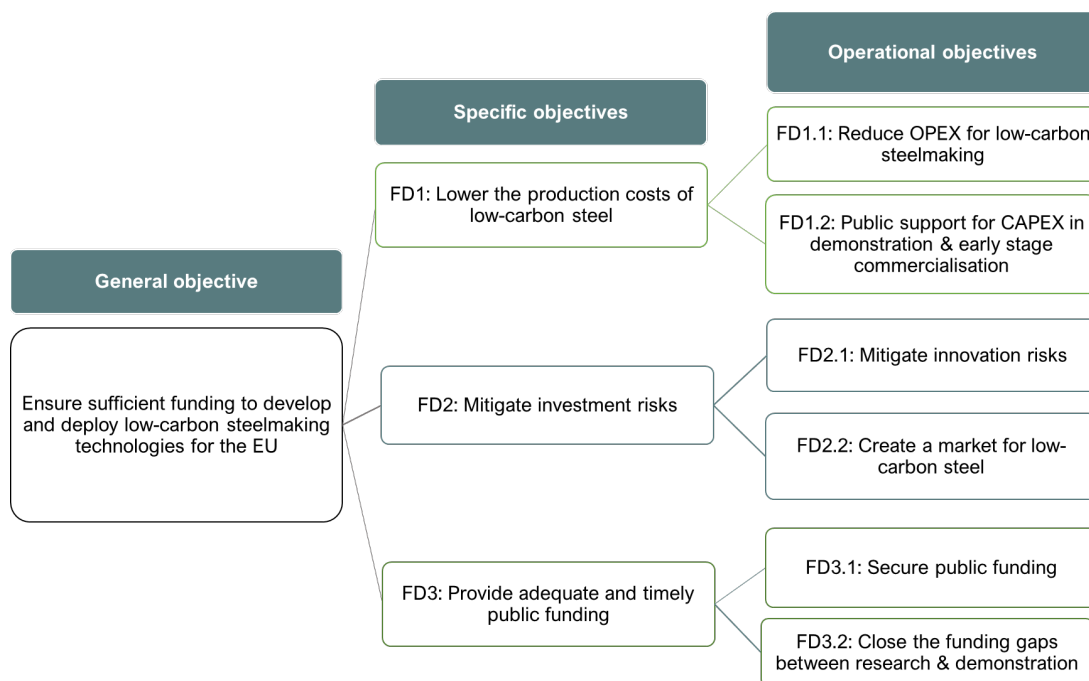 General objective
Ensure sufficient funding to develop
and deploy low-carbon steelmaking
technologies for the EU
Specific objectives
FD1: Lower the production costs of
low-carbon steel
FD2: Mitigate investment risks
FD3: Provide adequate and timely
public funding
Operational objectives
FD1.1: Reduce OPEX for low-carbon
steelmaking
FD1.2: Public support for CAPEX in
demonstration & early stage
commercialisation
FD2.1: Mitigate innovation risks
FD2.2: Create a market for low-
carbon steel
FD3.1: Secure public funding
FD3.2: Close the funding gaps
between research & demonstration